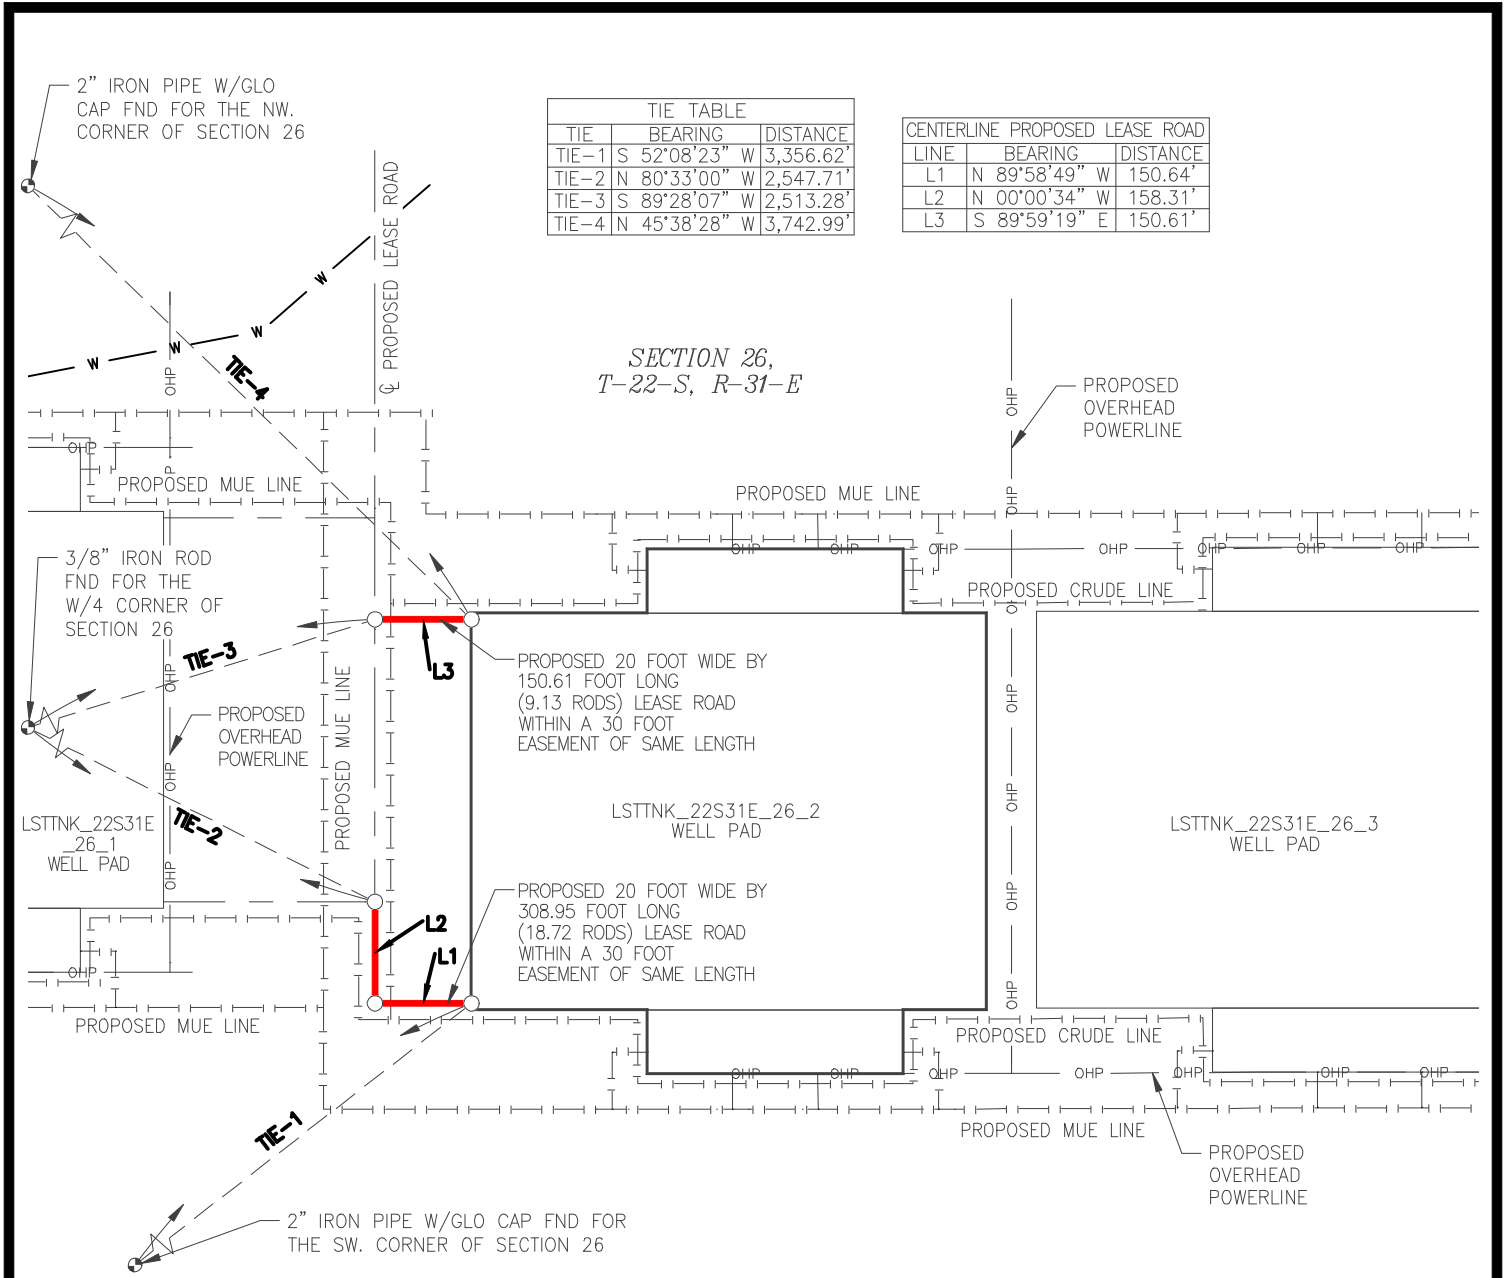 2” IRON PIPE W/GLO
CAP FND FOR THE NW.
CORNER OF SECTION 26
TIE TABLE
TIE BEARING DISTANCE
TIE-1 S 52°08'23” W 3,356.62'
TIE-2 N 80°33'00” W 2,547.71'
TIE-3 S 89°28'07” W 2,513.28'
TIE-4 N 45°38'28” W 3,742.99'
CENTERLINE PROPOSED LEASE ROAD
LINE BEARING DISTANCE
L1 N 89°58'49” W 150.64'
L2 N 00°00'34” W 158.31'
L3 S 89°59'19” E 150.61'
℄ PROPOSED LEASE ROAD
W
W
W
W
TIE-4
SECTION 26,
T-22-S, R-31-E
OHP
OHP
PROPOSED
OVERHEAD
POWERLINE
OHP
OHP
OHP
PROPOSED MUE LINE
PROPOSED MUE LINE
OHP
OHP
OHP
OHP
OHP
OHP
OHP
3/8” IRON ROD
FND FOR THE
W/4 CORNER OF
SECTION 26
PROPOSED CRUDE LINE
OHP
TIE-3
OHP
L3
PROPOSED 20 FOOT WIDE BY
150.61 FOOT LONG
(9.13 RODS) LEASE ROAD
WITHIN A 30 FOOT
EASEMENT OF SAME LENGTH
OHP
PROPOSED
OVERHEAD
POWERLINE
PROPOSED MUE LINE
OHP
OHP
LSTTNK_22S31E
_26_1
WELL PAD
TIE-2
LSTTNK_22S31E_26_2
WELL PAD
LSTTNK_22S31E_26_3
WELL PAD
OHP
OHP
PROPOSED 20 FOOT WIDE BY
308.95 FOOT LONG
(18.72 RODS) LEASE ROAD
WITHIN A 30 FOOT
EASEMENT OF SAME LENGTH
L2
L1
OHP
OHP
PROPOSED MUE LINE
PROPOSED CRUDE LINE
OHP
OHP
OHP
OHP
OHP
OHP
OHP
TIE-1
PROPOSED MUE LINE
PROPOSED
OVERHEAD
POWERLINE
2” IRON PIPE W/GLO CAP FND FOR
THE SW. CORNER OF SECTION 26